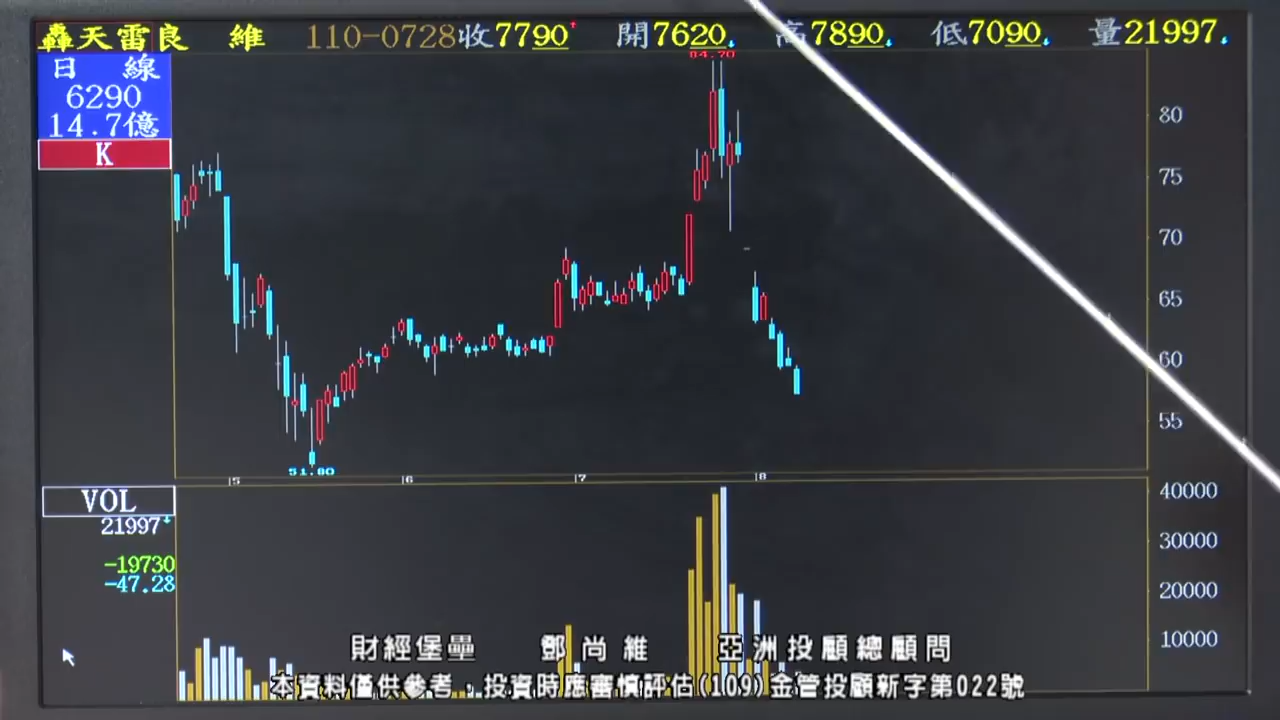 轟天雷良 維 110-0728收7790 開7620 高7890 低7090 量21997
日 線
6290
14.7億
K
84.70
80
75
70
65
60
55
51.80
5 6 7 8
VOL
21997
-19730
-47.28
40000
30000
20000
10000
財經堡壘 鄧尚維 亞洲投顧總顧問
本資料僅供參考，投資時應審慎評估(109)金管投顧新字第022號